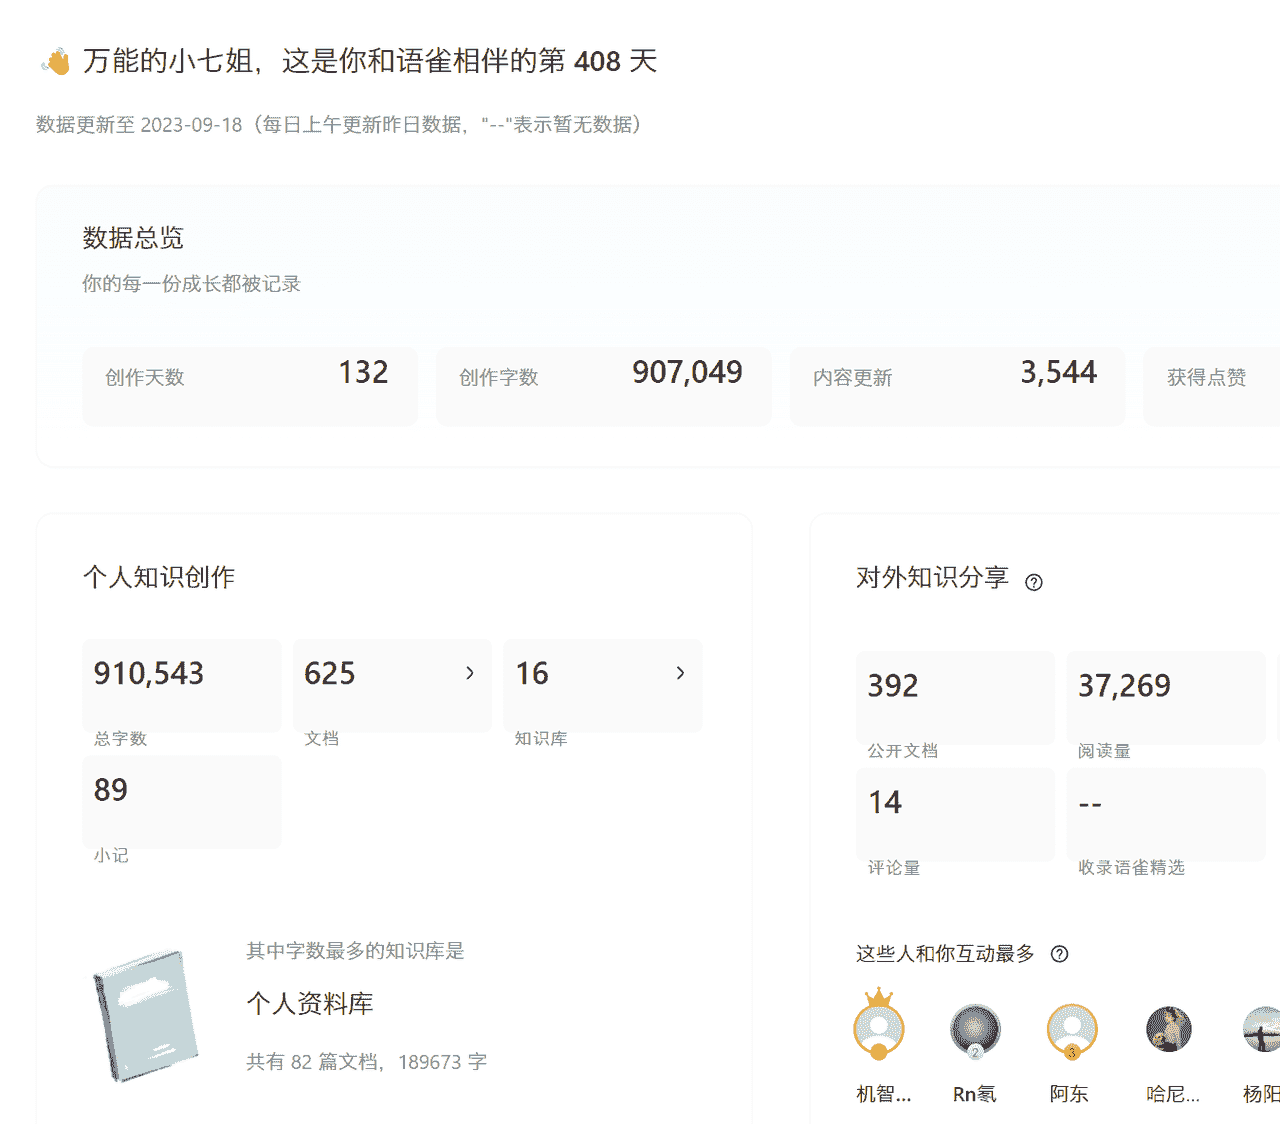 万能的小七姐，这是你和语雀相伴的第 408 天
数据更新至 2023-09-18（每日上午更新昨日数据，"--"表示暂无数据）
数据总览
你的每一份成长都被记录
创作天数 132 创作字数 907,049 内容更新 3,544 获得点赞
个人知识创作
910,543 625 16
总字数 文档 知识库
89
小记
其中字数最多的知识库是
个人资料库
共有 82 篇文档，189673 字
对外知识分享
392 37,269
公开文档 阅读量
14 --
评论量 收录语雀精选
这些人和你互动最多
2 3
机智... Rn氡 阿东 哈尼... 杨阳